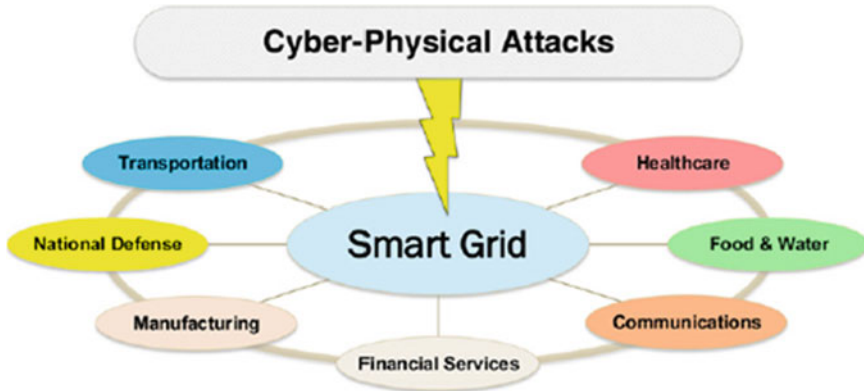 Cyber-Physical Attacks
Transportation
Healthcare
National Defense
Smart Grid
Food & Water
Manufacturing
Communications
Financial Services